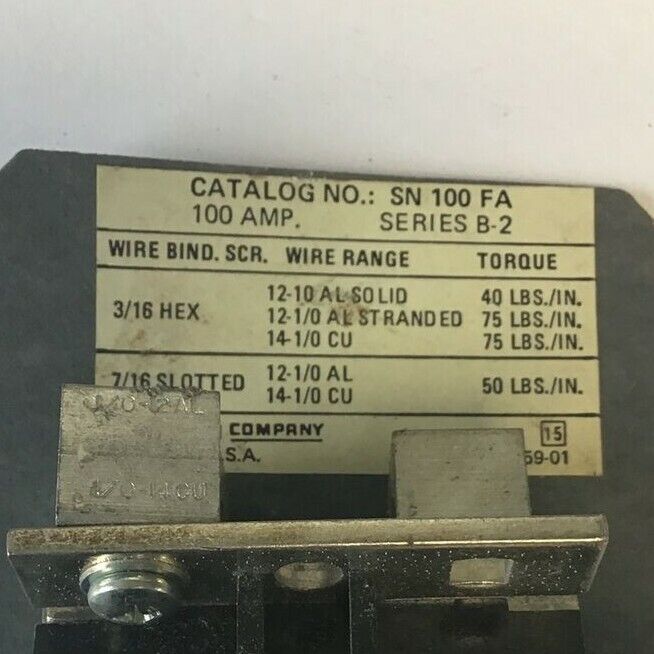 CATALOG NO.: SN 100 FA
100 AMP. SERIES B-2
WIRE BIND. SCR. WIRE RANGE TORQUE
3/16 HEX 12-10 AL SOLID 40 LBS./IN.
12-1/0 AL STRANDED 75 LBS./IN.
14-1/0 CU 75 LBS./IN.
7/16 SLOTTED 12-1/0 AL 50 LBS./IN.
14-1/0 CU
COMPANY 15
S.A. 59-01
1/0-14CU